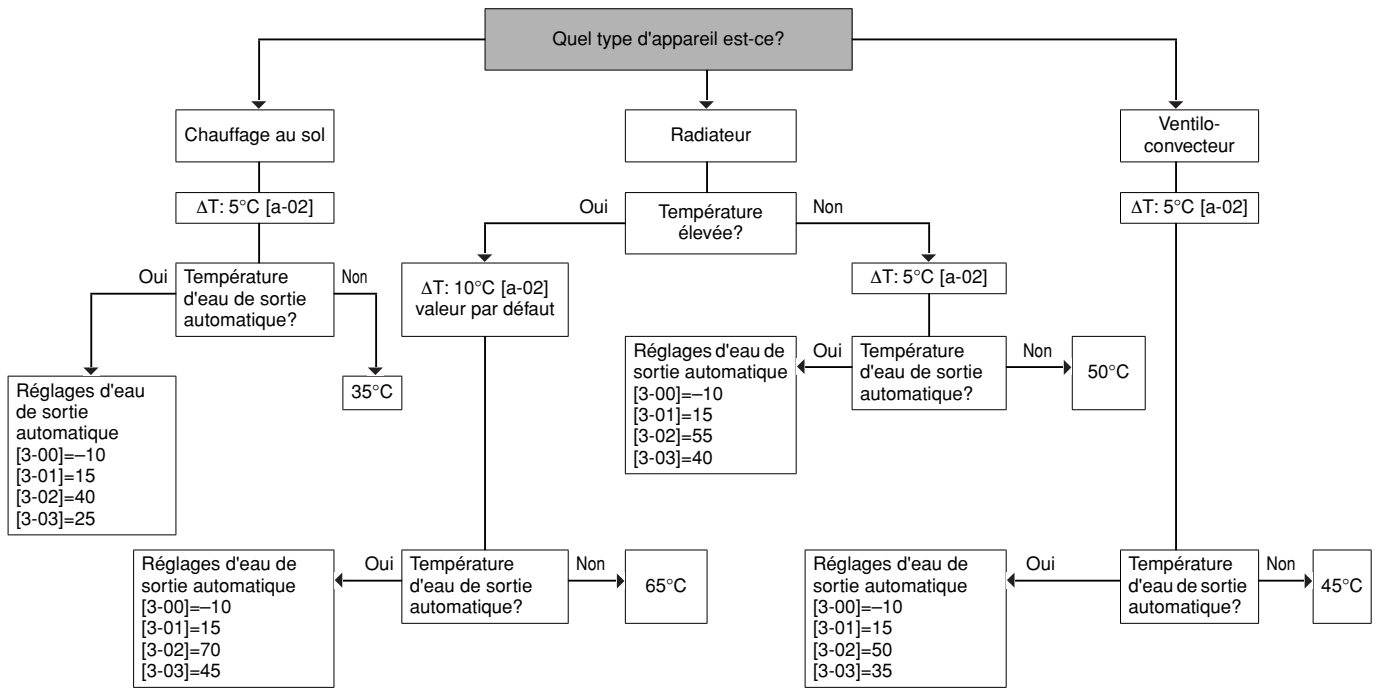 Quel type d'appareil est-ce?
Chauffage au sol
Radiateur
Ventilo-
convecteur
ΔT: 5°C [a-02]
Oui
Température
élevée?
Non
ΔT: 5°C [a-02]
Oui
Température
d'eau de sortie
automatique?
Non
ΔT: 10°C [a-02]
valeur par défaut
ΔT: 5°C [a-02]
Réglages d'eau
de sortie
automatique
[3-00]=–10
[3-01]=15
[3-02]=40
[3-03]=25
35°C
Réglages d'eau de
sortie automatique
[3-00]=–10
[3-01]=15
[3-02]=55
[3-03]=40
Oui
Température
d'eau de sortie
automatique?
Non
50°C
Réglages d'eau de
sortie automatique
[3-00]=–10
[3-01]=15
[3-02]=70
[3-03]=45
Oui
Température
d'eau de sortie
automatique?
Non
65°C
Réglages d'eau de
sortie automatique
[3-00]=–10
[3-01]=15
[3-02]=50
[3-03]=35
Oui
Température
d'eau de sortie
automatique?
Non
45°C